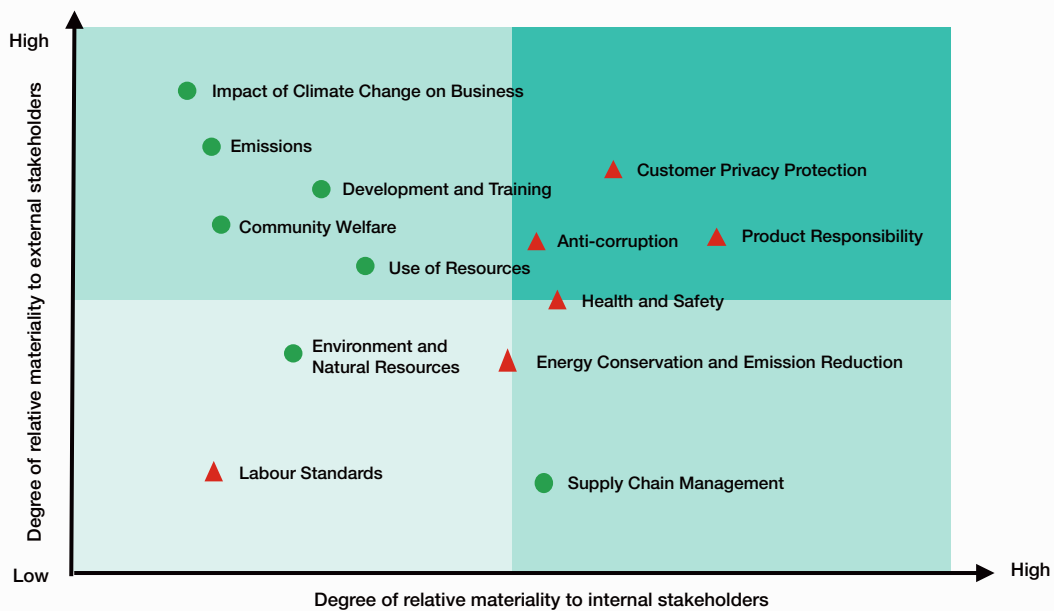 High
Degree of relative materiality to external stakeholders
Impact of Climate Change on Business
Emissions
Customer Privacy Protection
Development and Training
Community Welfare
Anti-corruption
Product Responsibility
Use of Resources
Health and Safety
Environment and
Natural Resources
Energy Conservation and Emission Reduction
Labour Standards
Supply Chain Management
Low
High
Degree of relative materiality to internal stakeholders